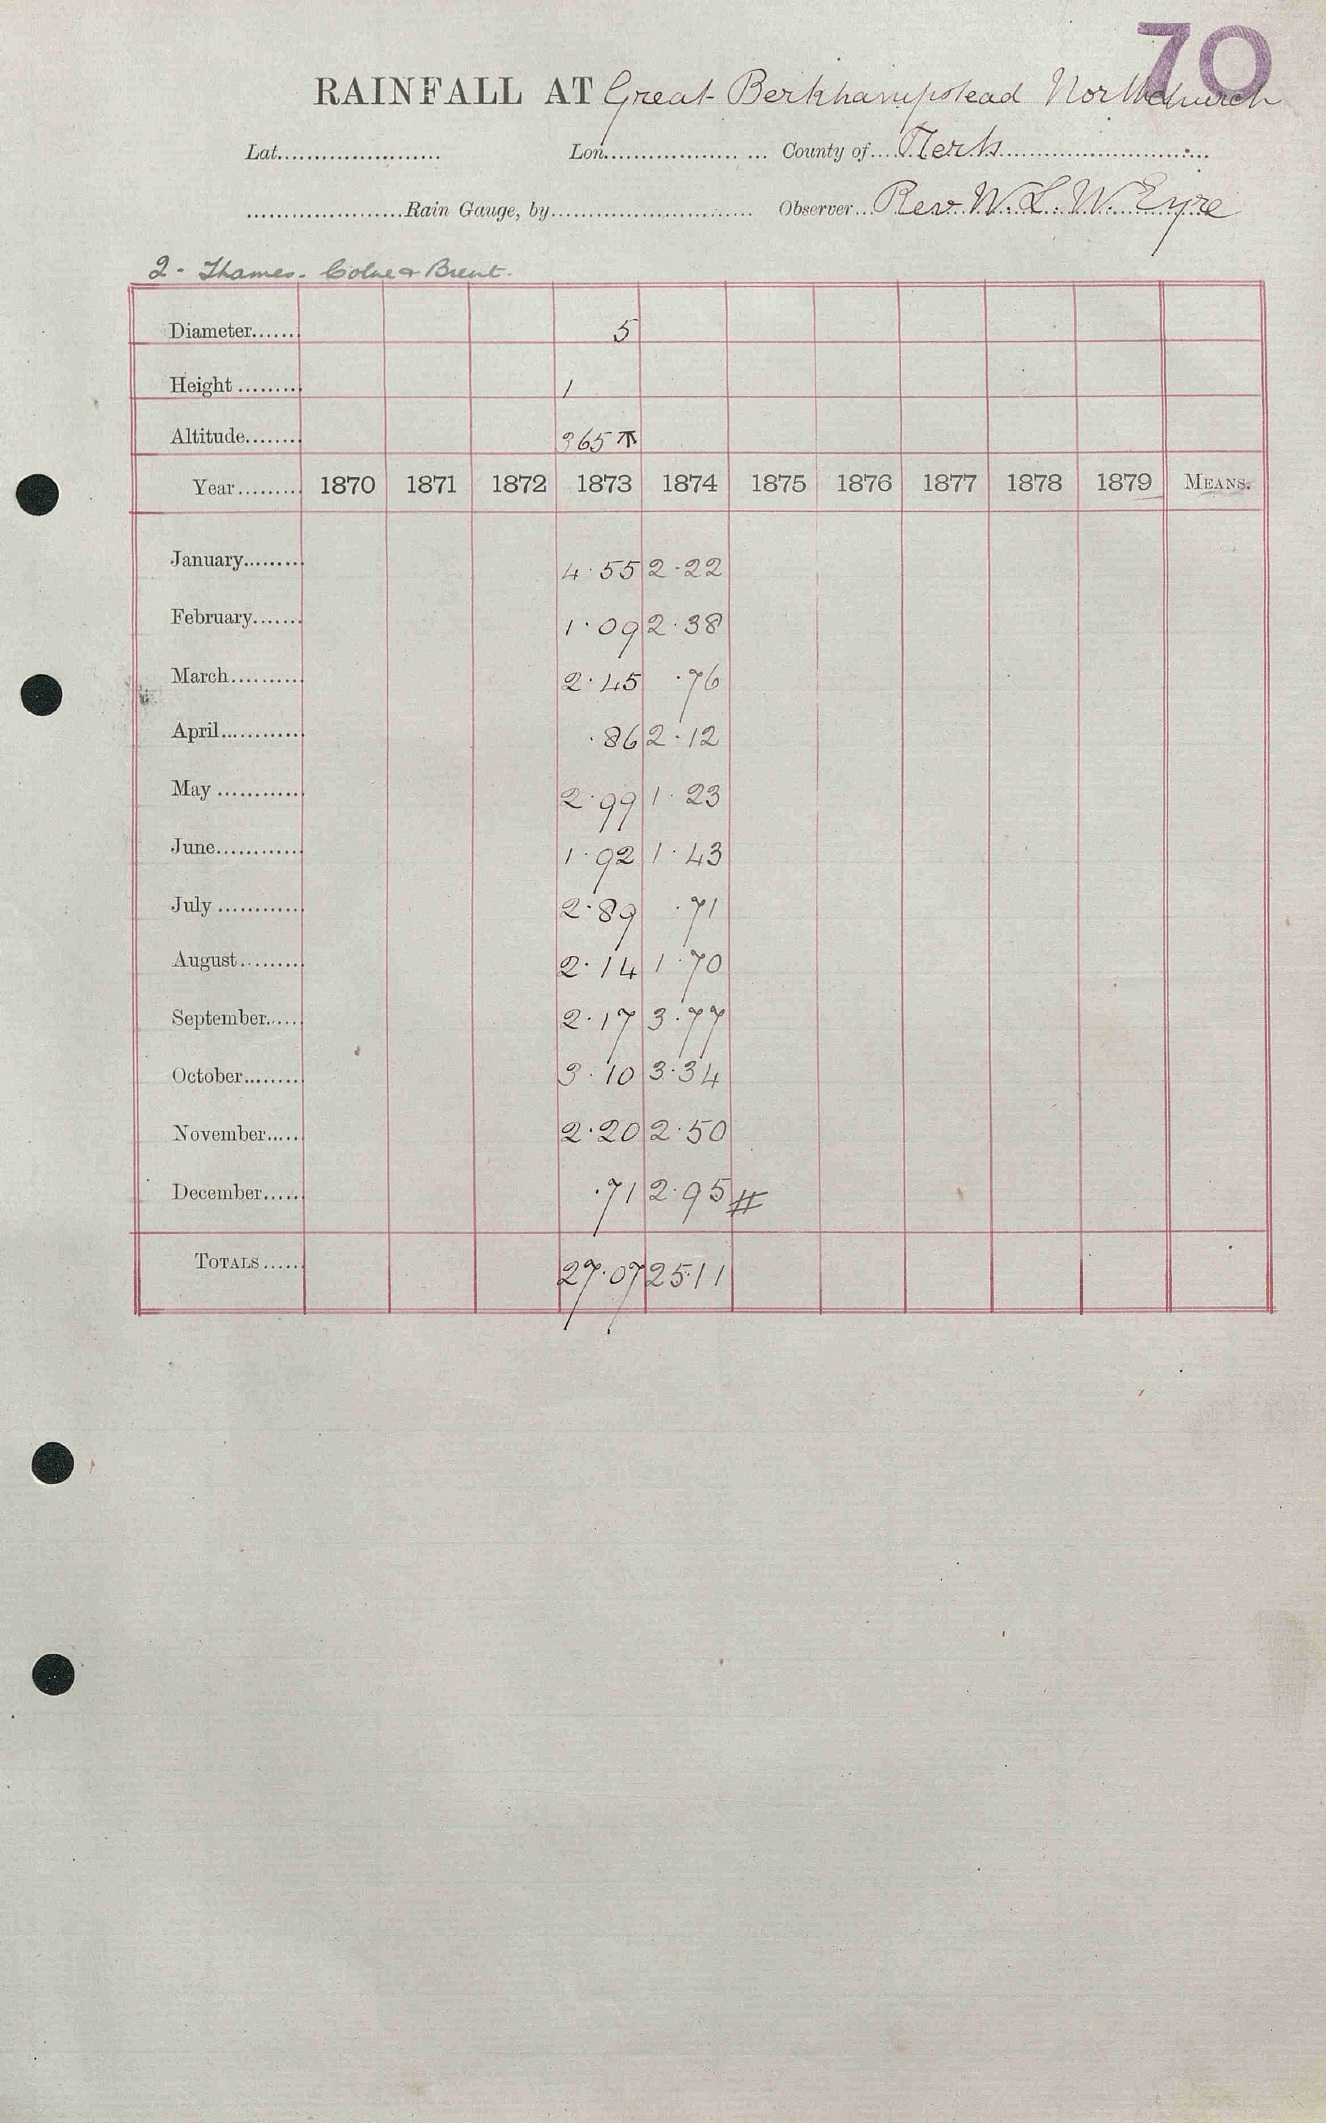 70
RAINFALL AT Great Berkhampstead Northchurch
Lat...................... Lon.................. ... County of....Herts..............................
.....................Rain Gauge, by........................... Observer...Rev. W. L. W. Eyre
2 - Thames. Colne & Brent.
Diameter....... 5
Height ......... 1
Altitude........ 365
Year......... 1870 1871 1872 1873 1874 1875 1876 1877 1878 1879 MEANS.
January......... 4.55 2.22
February....... 1.09 2.38
March.......... 2.45 .76
April............ .86 2.12
May ............ 2.99 1.23
June............ 1.92 1.43
July ............ 2.89 .71
August......... 2.14 1.70
September...... 2.17 3.77
October........ 3.10 3.34
November..... 2.20 2.50
December..... .71 2.95 #
TOTALS ..... 27.07 25.11